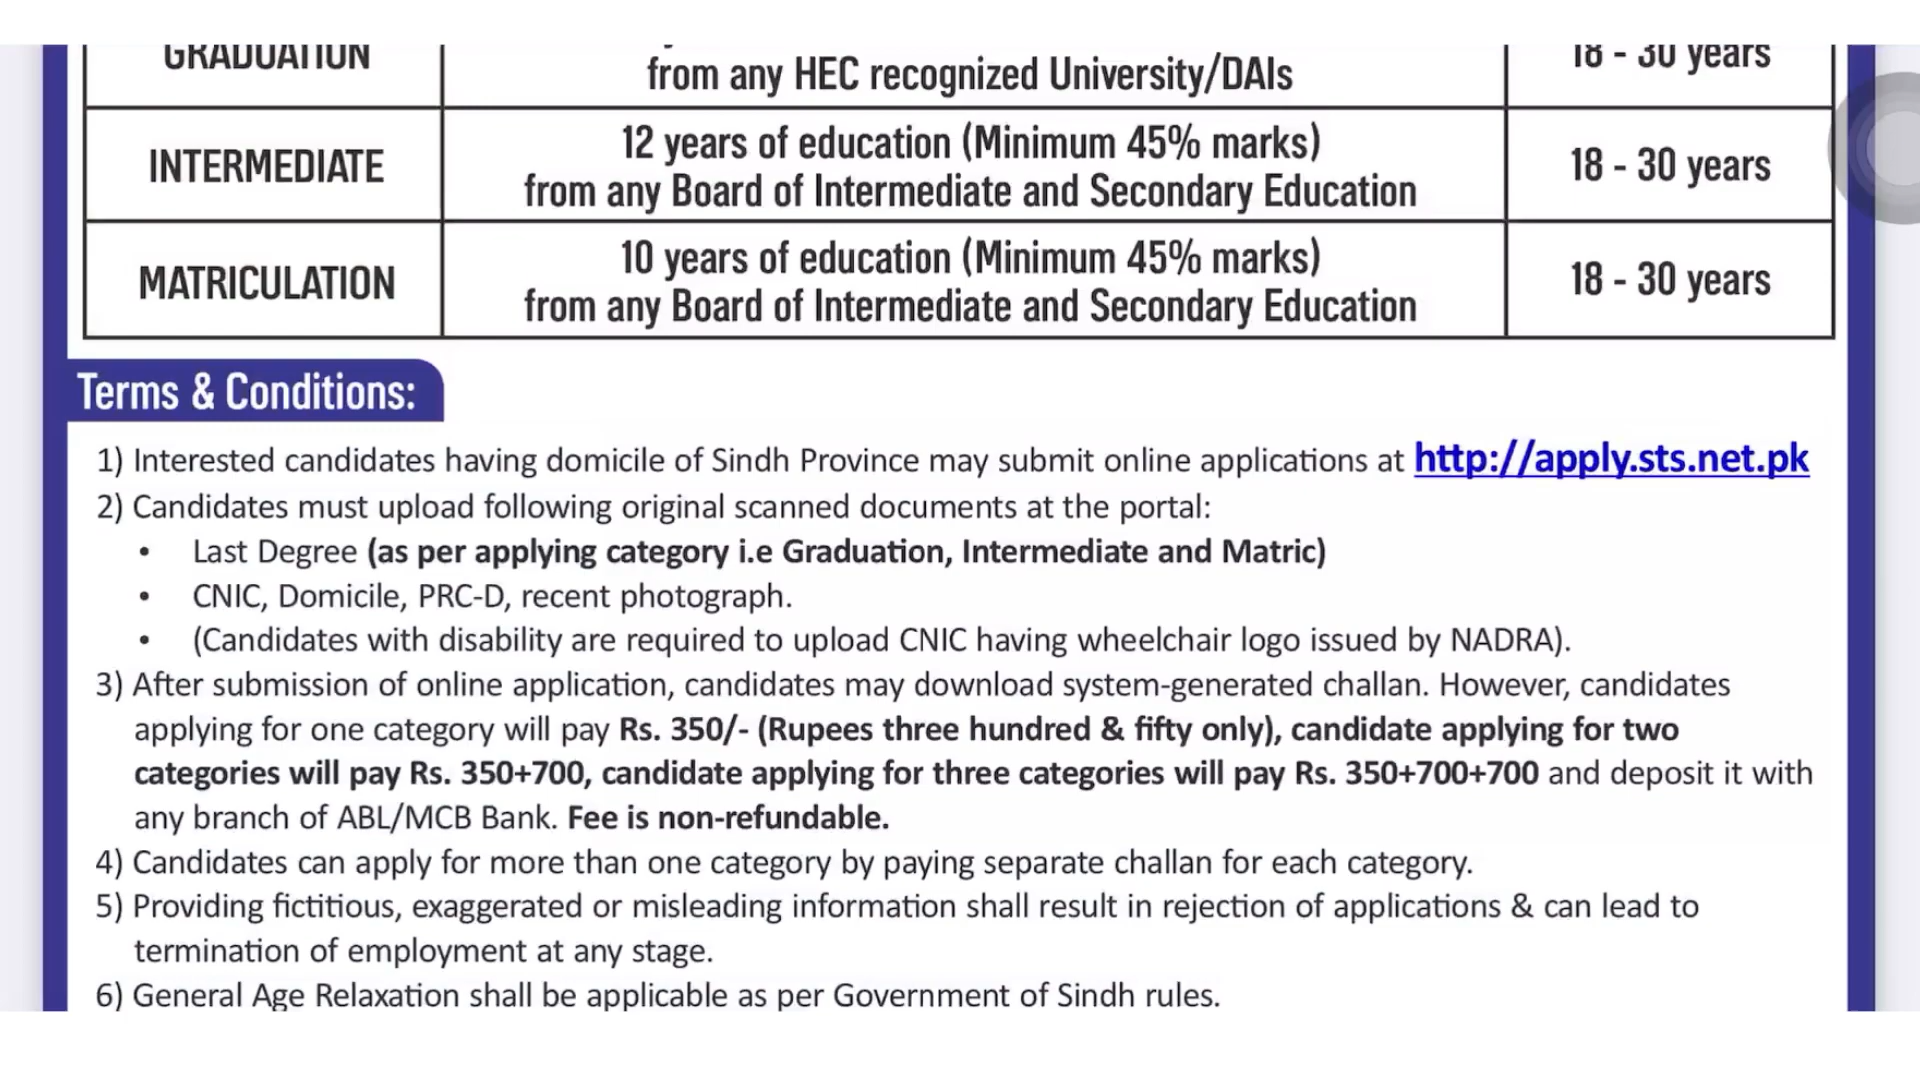 GRADUATION
from any HEC recognized University/DAIs
18 - 30 years
INTERMEDIATE
12 years of education (Minimum 45% marks)
from any Board of Intermediate and Secondary Education
18 - 30 years
MATRICULATION
10 years of education (Minimum 45% marks)
from any Board of Intermediate and Secondary Education
18 - 30 years
Terms & Conditions:
1) Interested candidates having domicile of Sindh Province may submit online applications at http://apply.sts.net.pk
2) Candidates must upload following original scanned documents at the portal:
• Last Degree (as per applying category i.e Graduation, Intermediate and Matric)
• CNIC, Domicile, PRC-D, recent photograph.
• (Candidates with disability are required to upload CNIC having wheelchair logo issued by NADRA).
3) After submission of online application, candidates may download system-generated challan. However, candidates
applying for one category will pay Rs. 350/- (Rupees three hundred & fifty only), candidate applying for two
categories will pay Rs. 350+700, candidate applying for three categories will pay Rs. 350+700+700 and deposit it with
any branch of ABL/MCB Bank. Fee is non-refundable.
4) Candidates can apply for more than one category by paying separate challan for each category.
5) Providing fictitious, exaggerated or misleading information shall result in rejection of applications & can lead to
termination of employment at any stage.
6) General Age Relaxation shall be applicable as per Government of Sindh rules.